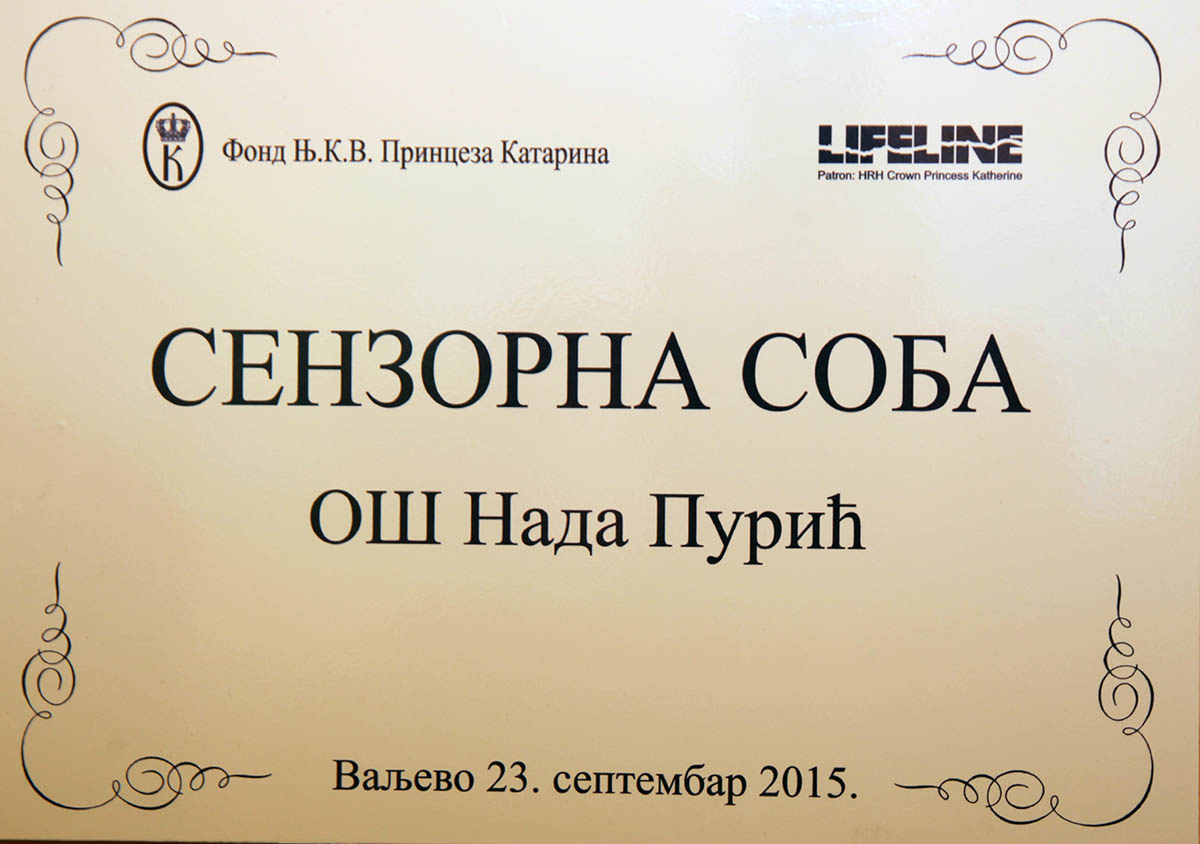 К
Фонд Њ.К.В. Принцеза Катарина
LIFELINE
Patron: HRH Crown Princess Katherine
СЕНЗОРНА СОБА
ОШ Нада Пурић
Ваљево 23. септембар 2015.